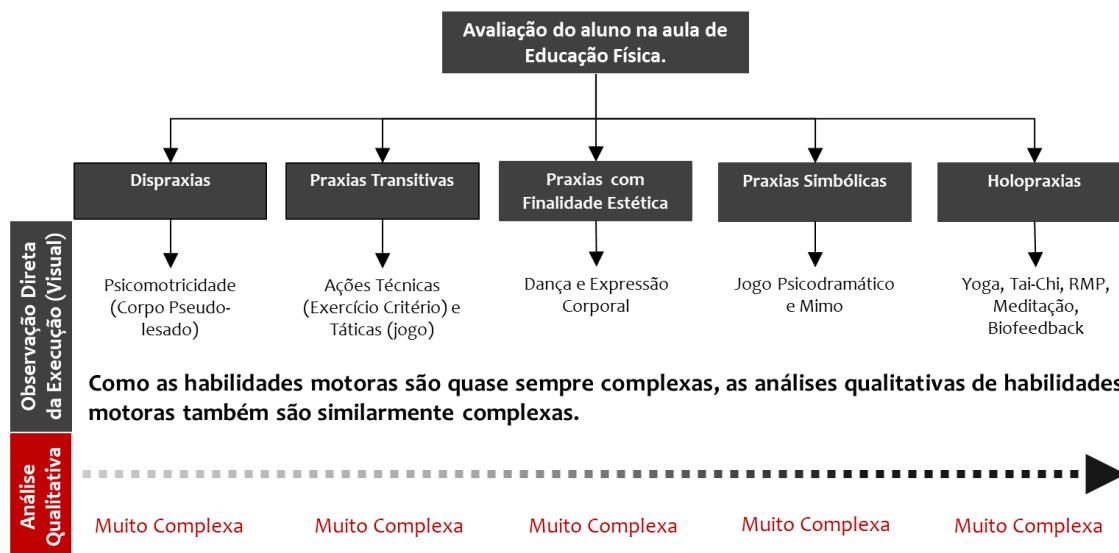 Avaliação do aluno na aula de
Educação Física.
Dispraxias
Praxias Transitivas
Praxias com
Finalidade Estética
Praxias Simbólicas
Holopraxias
Observação Direta
da Execução (Visual)
Psicomotricidade
(Corpo Pseudo-
lesado)
Ações Técnicas
(Exercício Critério) e
Táticas (jogo)
Dança e Expressão
Corporal
Jogo Psicodramático
e Mimo
Yoga, Tai-Chi, RMP,
Meditação,
Biofeedback
Como as habilidades motoras são quase sempre complexas, as análises qualitativas de habilidades
motoras também são similarmente complexas.
Análise
Qualitativa
Muito Complexa
Muito Complexa
Muito Complexa
Muito Complexa
Muito Complexa